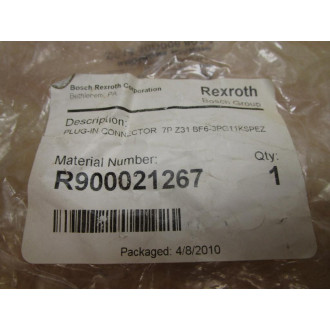 Bosch Rexroth Corporation
Bethlehem, PA
Rexroth
Bosch Group
Description:
PLUG-IN CONNECTOR 7P Z31 BF6-3PG11KSPEZ
Material Number:
Qty:
R900021267
1
Packaged: 4/8/2010